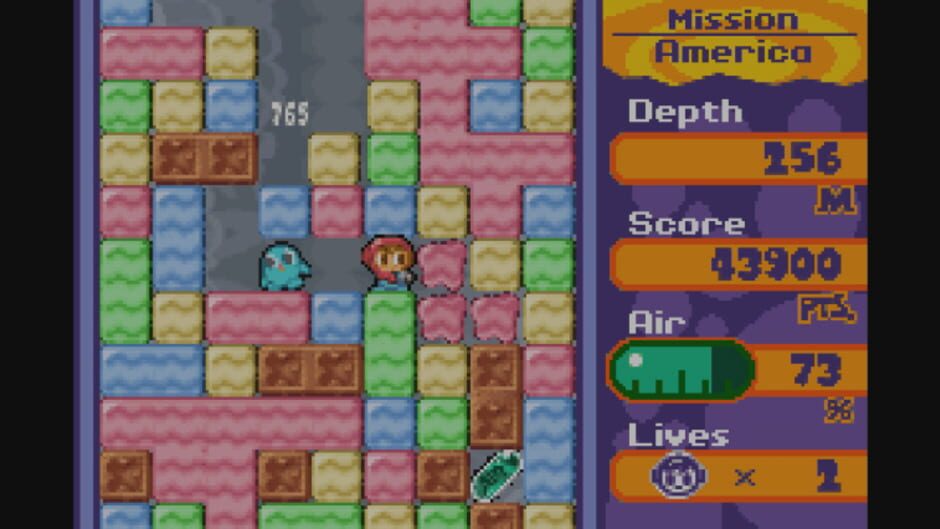 Mission
America
765
Depth
256
M
Score
43900
Pts.
Air
73
%
Lives
× 2